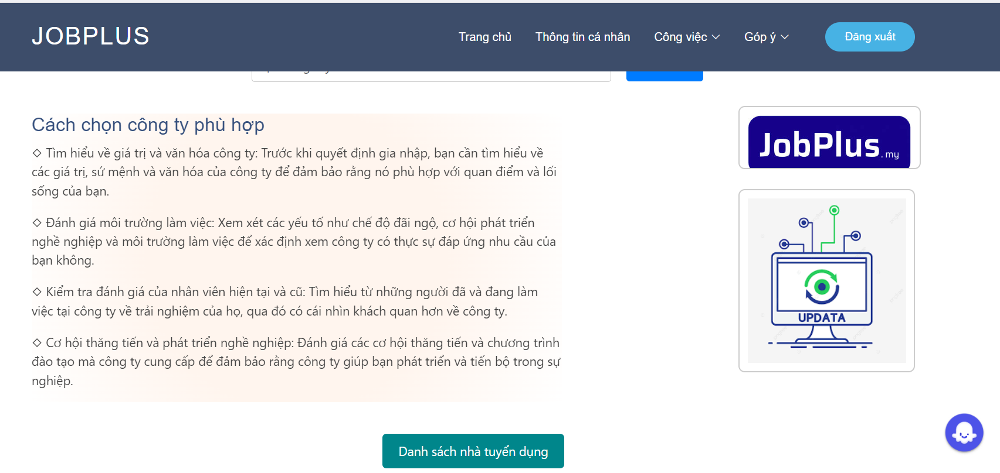 JOBPLUS
Trang chủ Thông tin cá nhân Công việc Góp ý Đăng xuất
Cách chọn công ty phù hợp
◇ Tìm hiểu về giá trị và văn hóa công ty: Trước khi quyết định gia nhập, bạn cần tìm hiểu về
các giá trị, sứ mệnh và văn hóa của công ty để đảm bảo rằng nó phù hợp với quan điểm và lối
sống của bạn.
◇ Đánh giá môi trường làm việc: Xem xét các yếu tố như chế độ đãi ngộ, cơ hội phát triển
nghề nghiệp và môi trường làm việc để xác định xem công ty có thực sự đáp ứng nhu cầu của
bạn không.
◇ Kiểm tra đánh giá của nhân viên hiện tại và cũ: Tìm hiểu từ những người đã và đang làm
việc tại công ty về trải nghiệm của họ, qua đó có cái nhìn khách quan hơn về công ty.
◇ Cơ hội thăng tiến và phát triển nghề nghiệp: Đánh giá các cơ hội thăng tiến và chương trình
đào tạo mà công ty cung cấp để đảm bảo rằng công ty giúp bạn phát triển và tiến bộ trong sự
nghiệp.
JobPlus.my
UPDATA
Danh sách nhà tuyển dụng